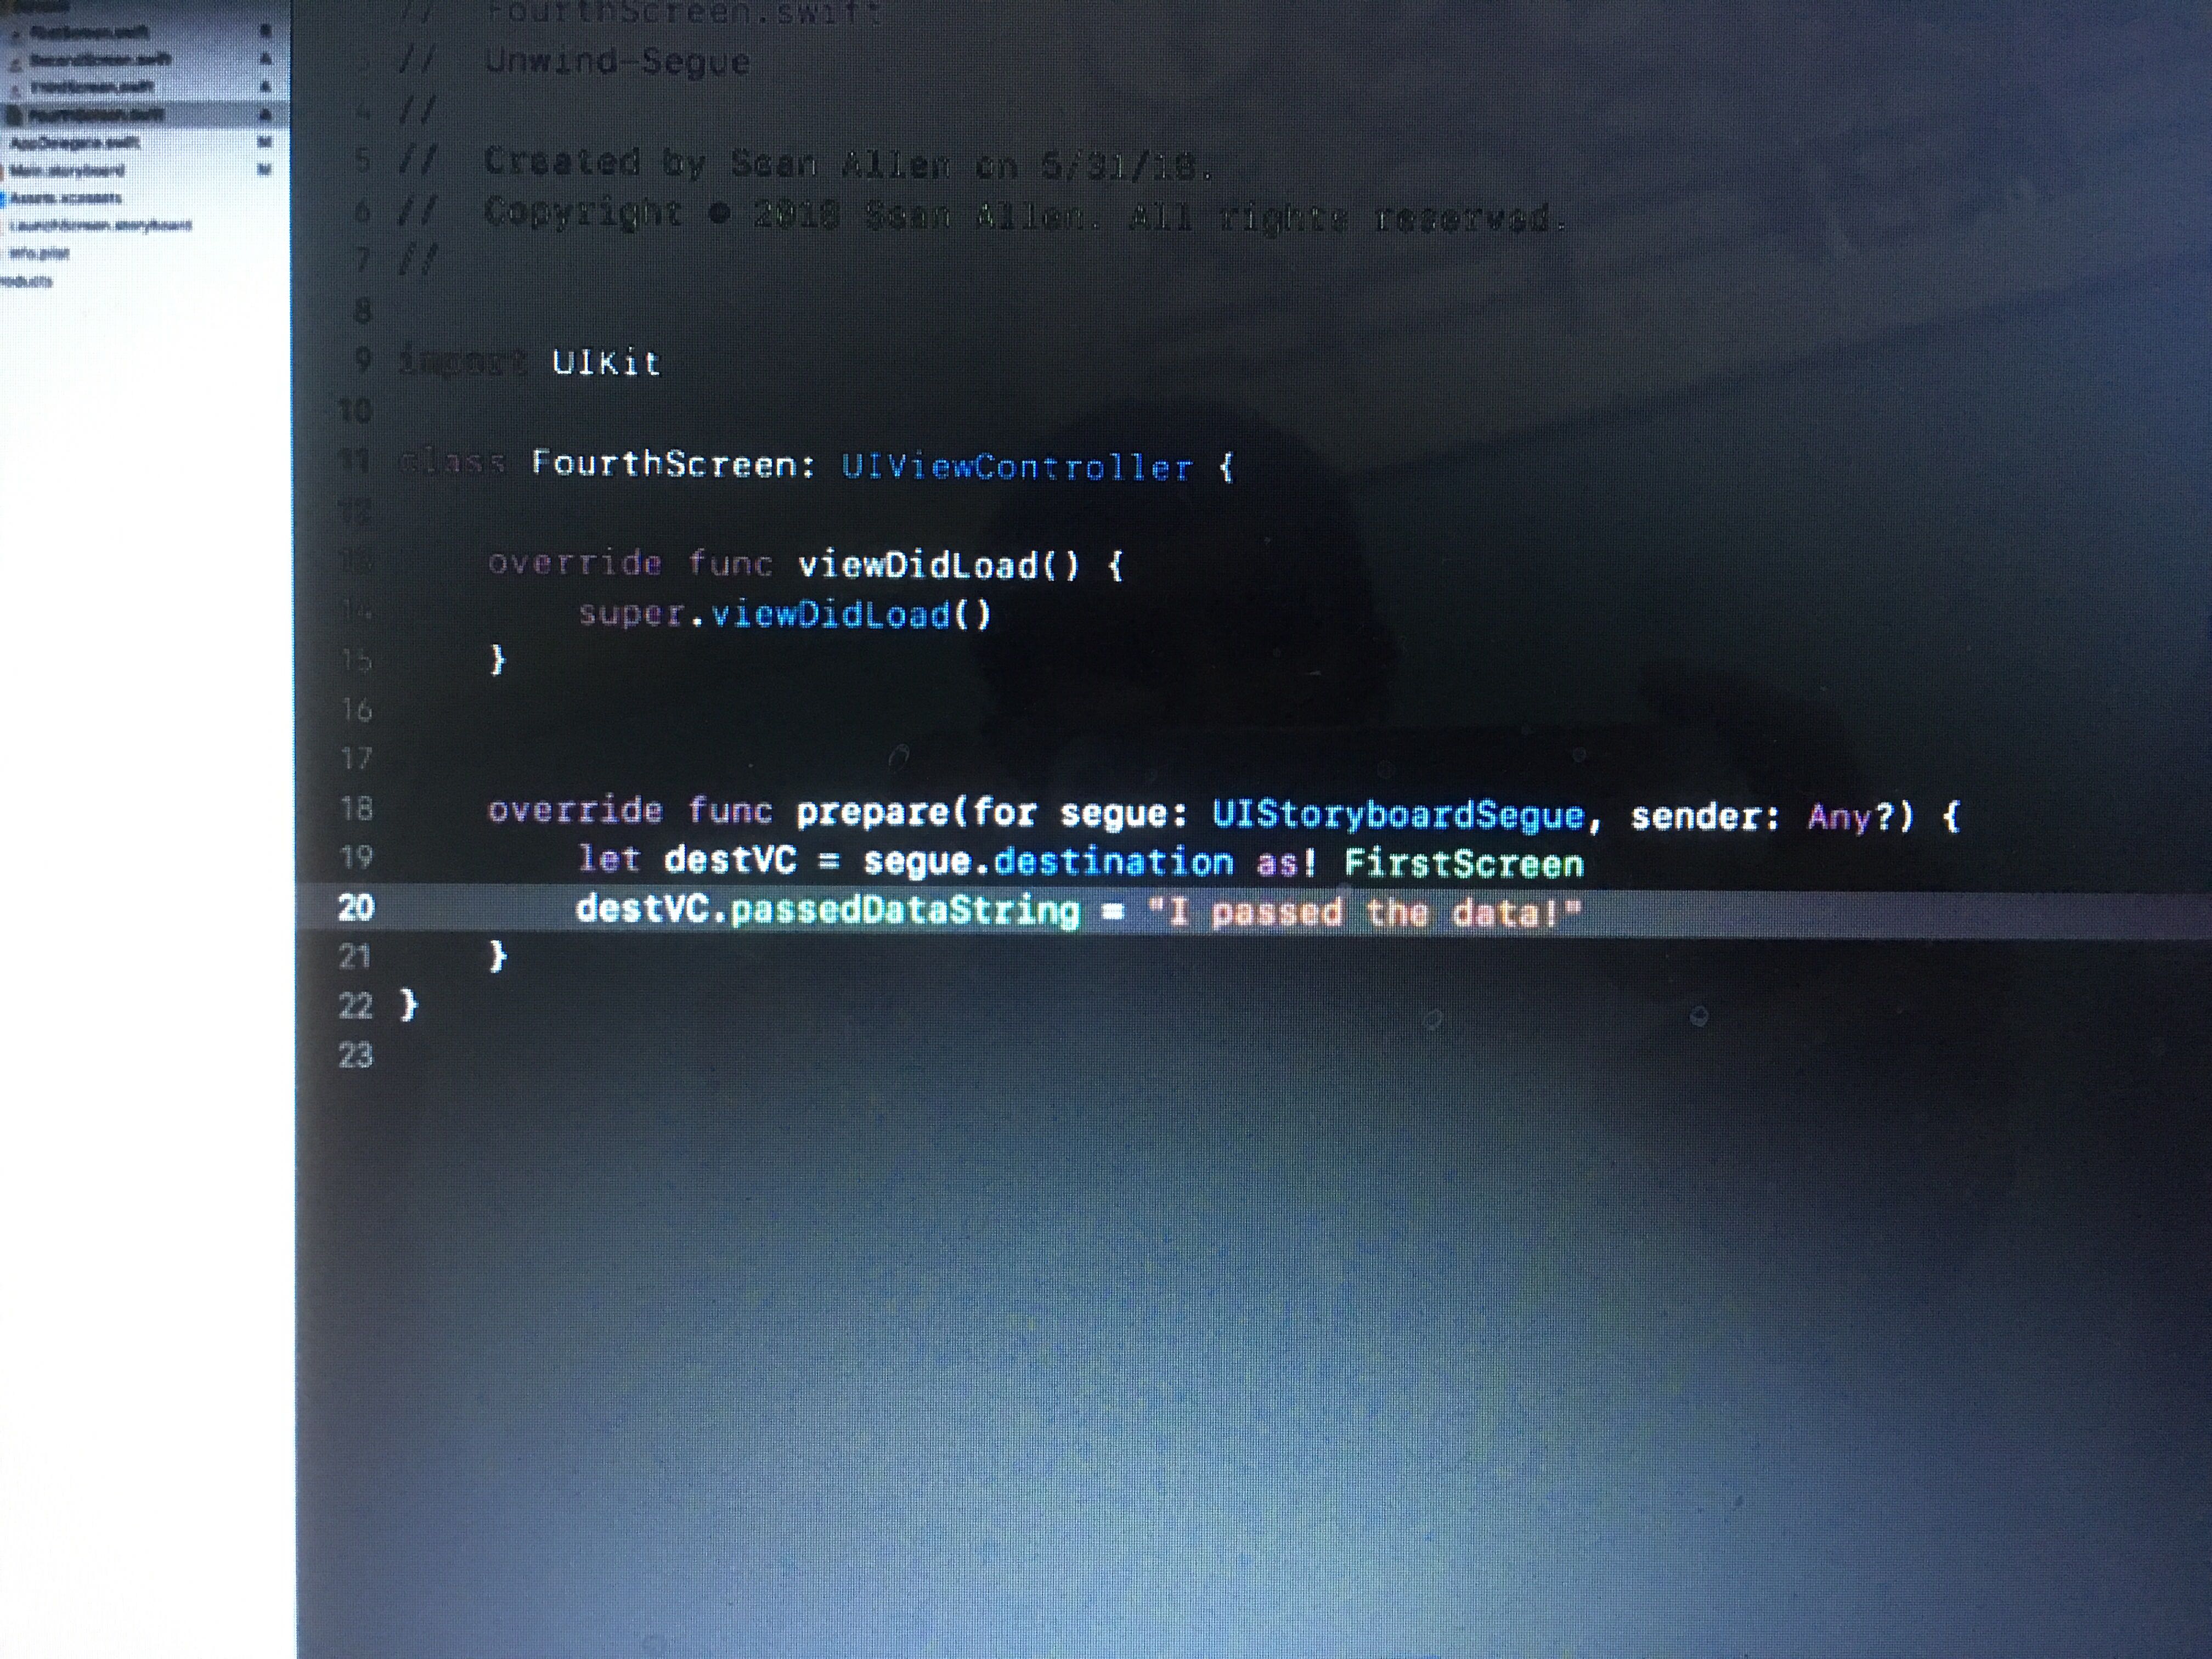 FirstScreen.swift
SecondScreen.swift A
ThirdScreen.swift A
FourthScreen.swift A
AppDelegate.swift M
Main.storyboard M
Assets.xcassets
LaunchScreen.storyboard
Info.plist
roducts
// FourthScreen.swift
3 // Unwind-Segue
4 //
5 // Created by Sean Allen on 5/31/18.
6 // Copyright © 2018 Sean Allen. All rights reserved.
7 //
8
9 import UIKit
10
11 class FourthScreen: UIViewController {
12
13 override func viewDidLoad() {
14 super.viewDidLoad()
15 }
16
17
18 override func prepare(for segue: UIStoryboardSegue, sender: Any?) {
19 let destVC = segue.destination as! FirstScreen
20 destVC.passedDataString = "I passed the data!"
21 }
22 }
23